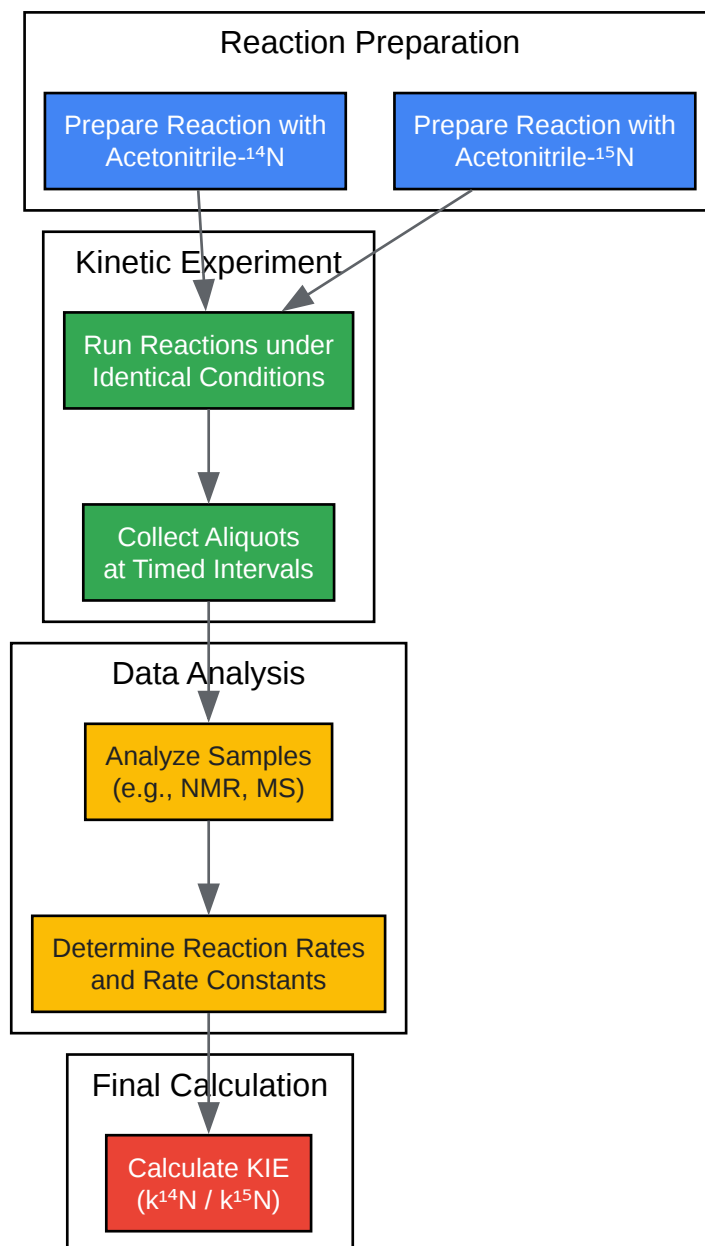 Reaction Preparation
Prepare Reaction with
Acetonitrile-¹⁴N
Prepare Reaction with
Acetonitrile-¹⁵N
Kinetic Experiment
Run Reactions under
Identical Conditions
Collect Aliquots
at Timed Intervals
Data Analysis
Analyze Samples
(e.g., NMR, MS)
Determine Reaction Rates
and Rate Constants
Final Calculation
Calculate KIE
(k¹⁴N / k¹⁵N)